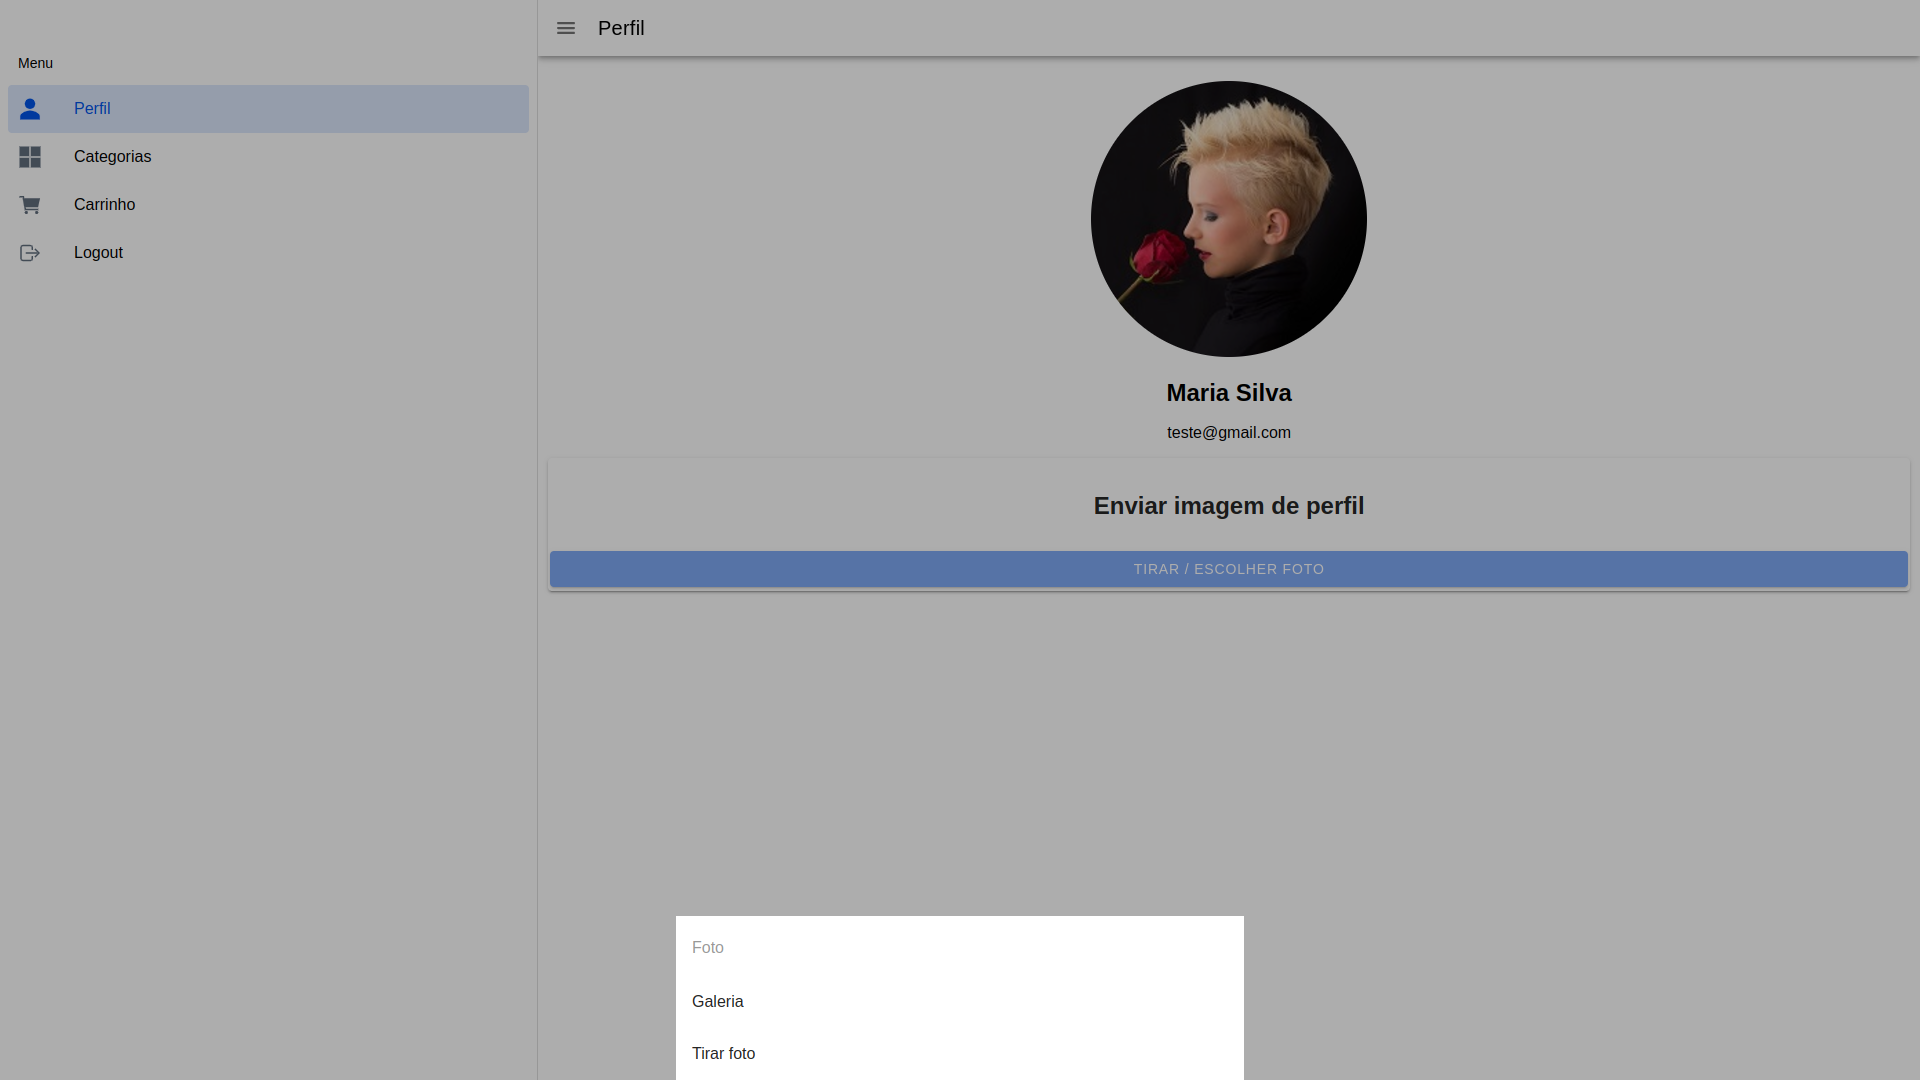 Menu
Perfil
Categorias
Carrinho
Logout
Perfil
Maria Silva
teste@gmail.com
Enviar imagem de perfil
TIRAR / ESCOLHER FOTO
Foto
Galeria
Tirar foto